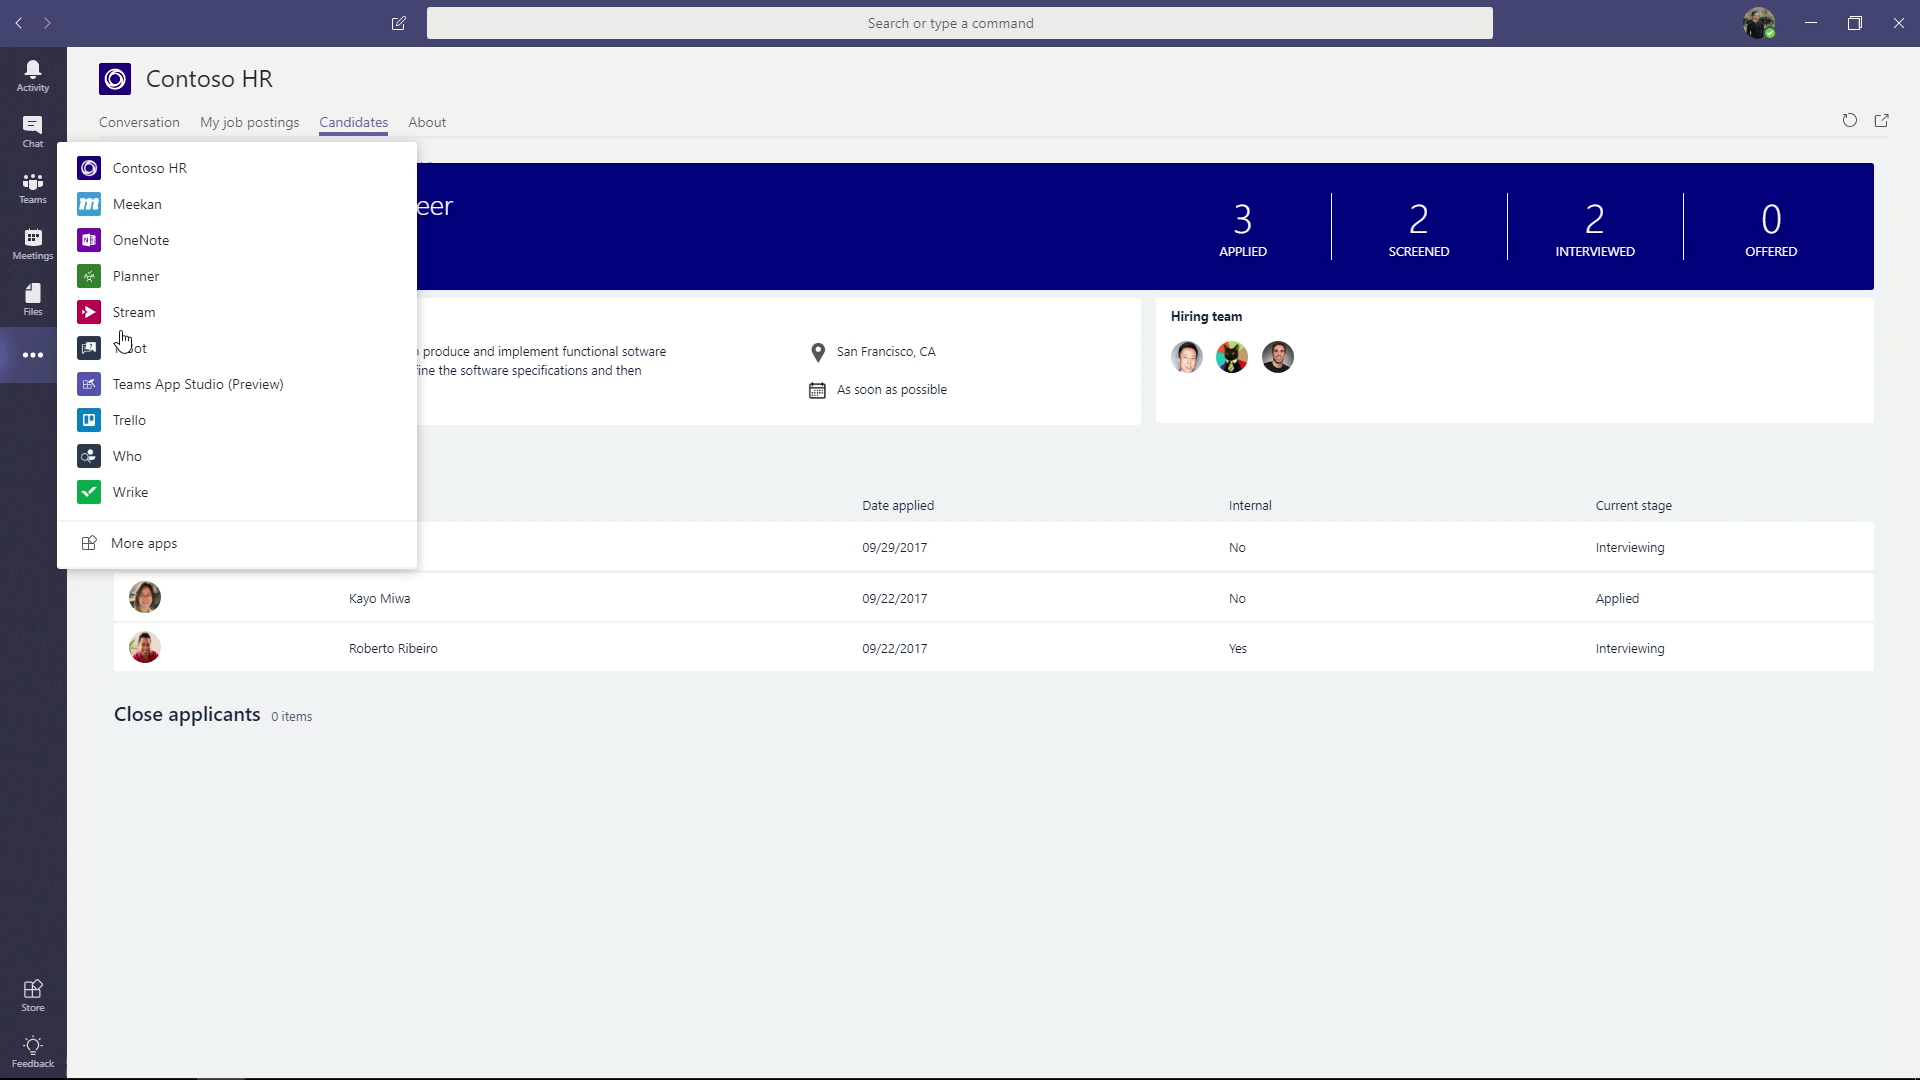 Search or type a command
Activity
Chat
Teams
Meetings
Files
Store
Feedback
Contoso HR
Conversation My job postings Candidates About
Contoso HR
Meekan
OneNote
Planner
Stream
Teams App Studio (Preview)
Trello
Who
Wrike
More apps
eer
3 2 2 0
APPLIED SCREENED INTERVIEWED OFFERED
produce and implement functional sotware
ine the software specifications and then
San Francisco, CA
As soon as possible
Hiring team
Date applied Internal Current stage
09/29/2017 No Interviewing
Kayo Miwa 09/22/2017 No Applied
Roberto Ribeiro 09/22/2017 Yes Interviewing
Close applicants 0 items